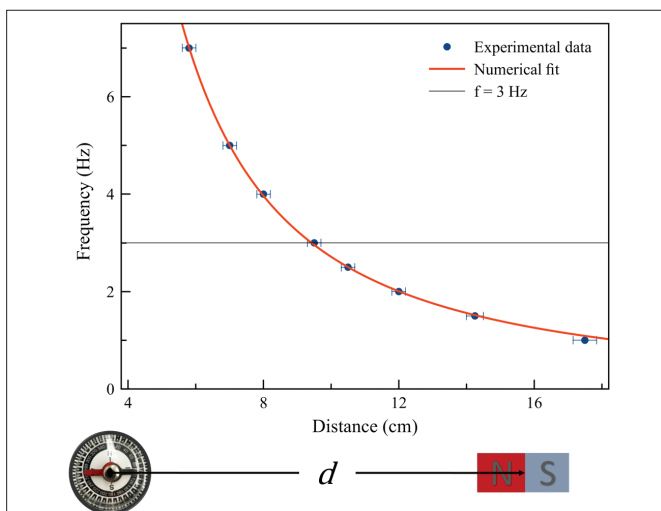 Experimental data
Numerical fit
f = 3 Hz
Frequency (Hz)
6
4
2
0
4 8 12 16
Distance (cm)
d
N S